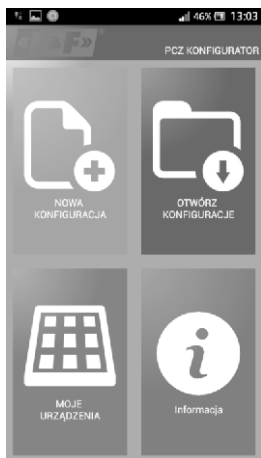 46% 13:03
«F&F»
PCZ KONFIGURATOR
NOWA
KONFIGURACJA
OTWÓRZ
KONFIGURACJE
MOJE
URZĄDZENIA
Informacja